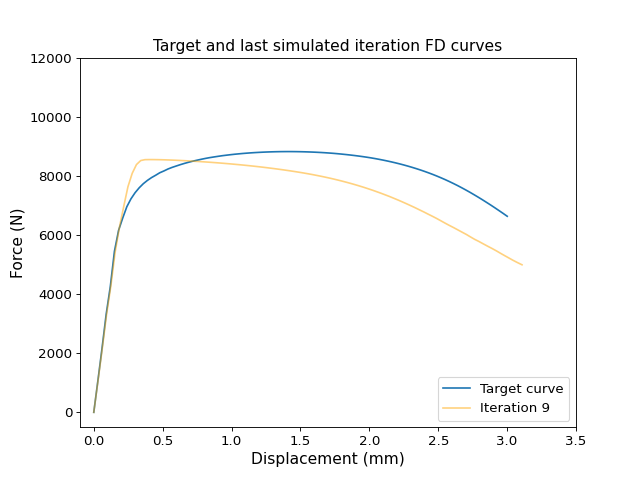 Target and last simulated iteration FD curves
12000
10000
8000
6000
4000
2000
0
Force (N)
0.0 0.5 1.0 1.5 2.0 2.5 3.0 3.5
Displacement (mm)
Target curve
Iteration 9